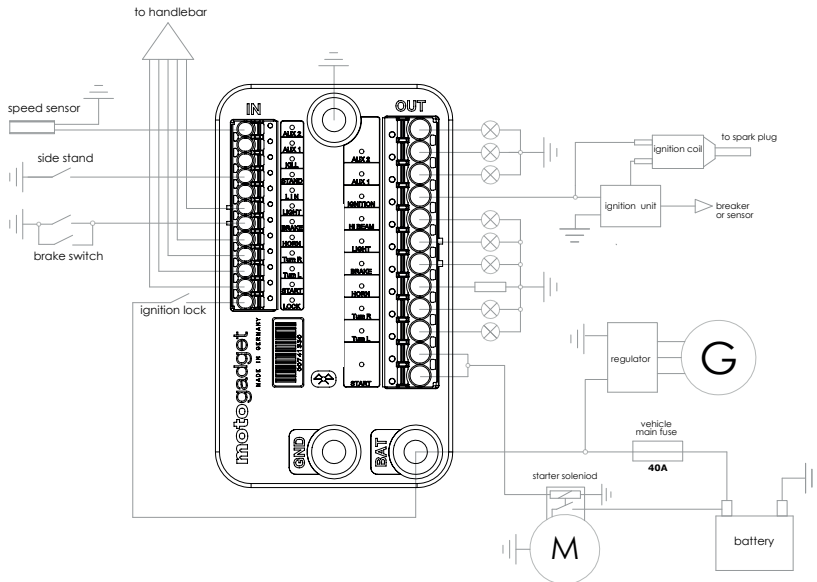 to handlebar
speed sensor
side stand
brake switch
ignition lock
IN
AUX 2
AUX 1
KILL
STAND
L I N
LIGHT
BRAKE
HORN
Turn R
Turn L
START
LOCK
OUT
AUX 2
AUX 1
IGNITION
HI BEAM
LIGHT
BRAKE
HORN
Turn R
Turn L
START
motogadget
MADE IN GERMANY
00741330
GND
BAT
ignition coil
to spark plug
ignition unit
breaker
or sensor
regulator
G
vehicle
main fuse
40A
starter soleniod
M
battery